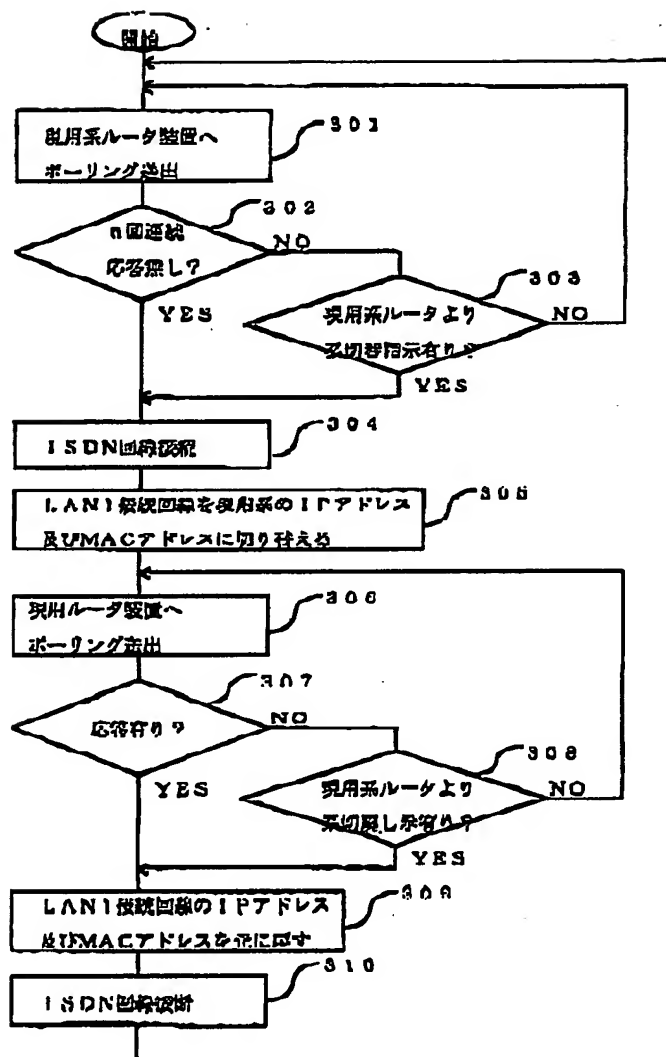 開始
現用系ルータ装置へ
ポーリング送出
301
n回連続
応答無し?
302
NO
YES
現用系ルータより
系切替指示有り?
303
NO
YES
ISDN回線接続
304
LAN1接続回線を現用系のIPアドレス
及びMACアドレスに切り替える
305
現用ルータ装置へ
ポーリング送出
306
応答有り?
307
NO
YES
現用系ルータより
308
NO
YES
LAN1接続回線のIPアドレス
及びMACアドレスを元に戻す
309
ISDN回線切断
310